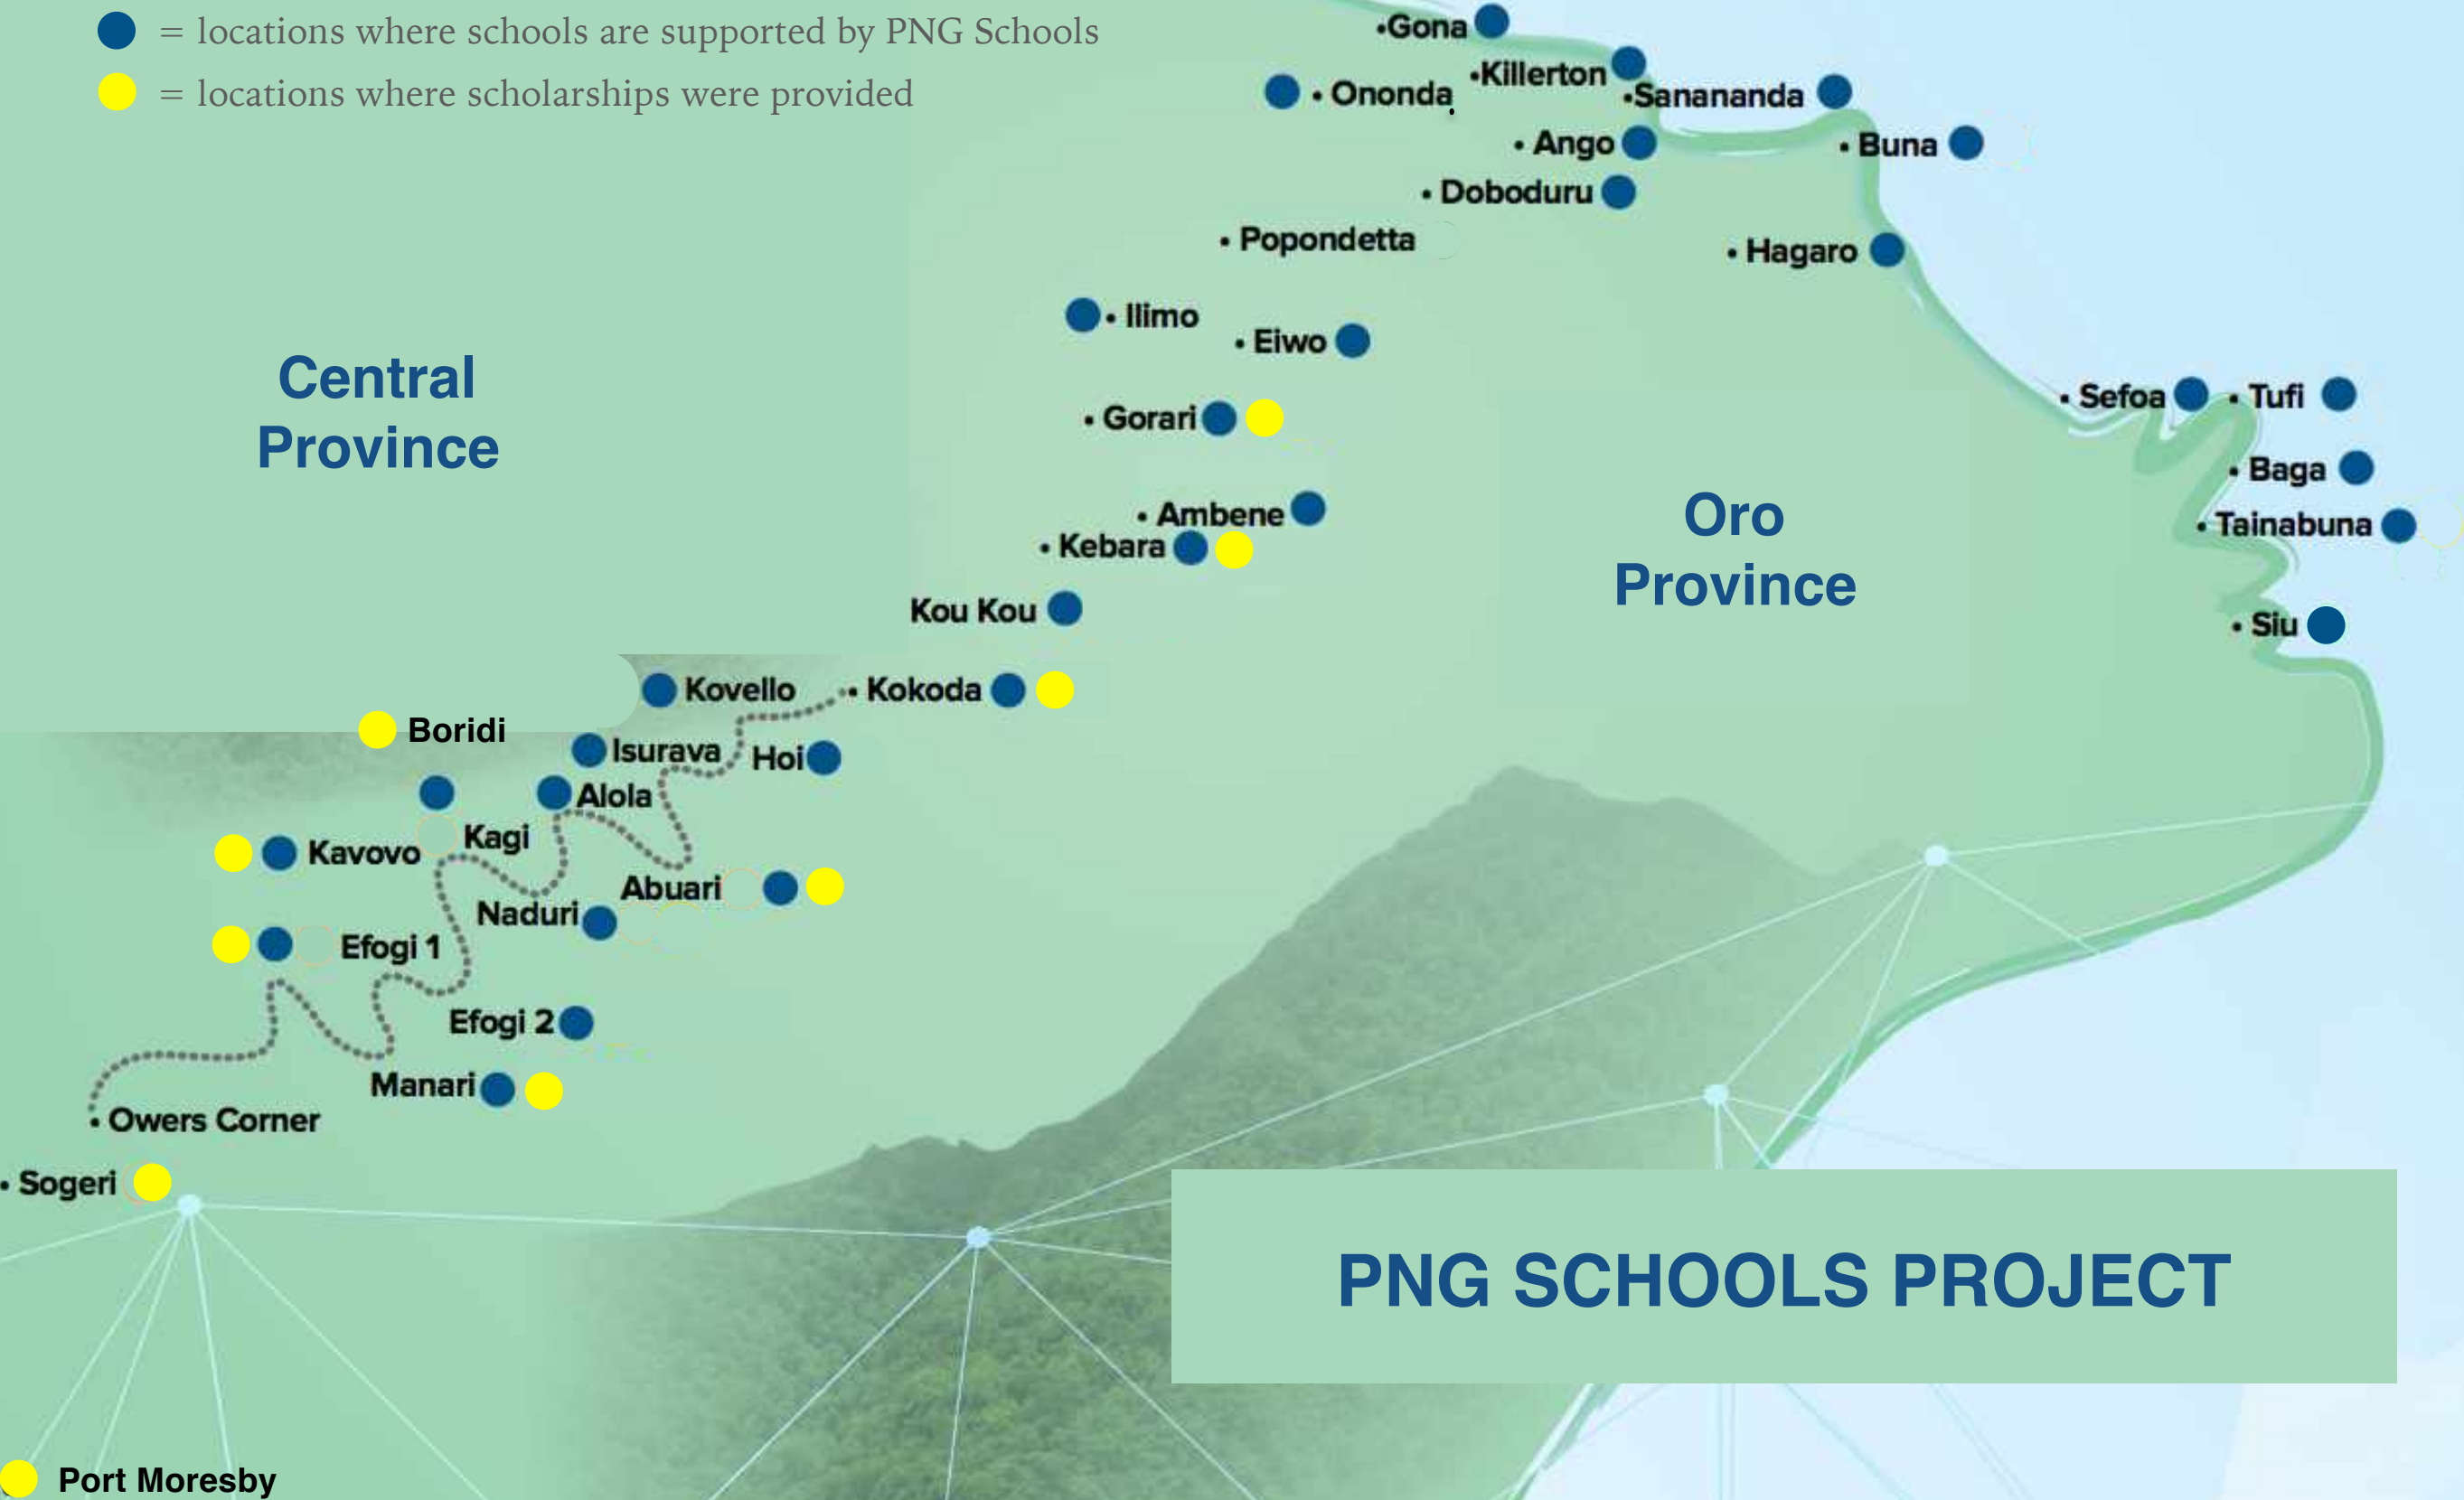 = locations where schools are supported by PNG Schools
= locations where scholarships were provided
•Gona
•Killerton
• Ononda
•Sanananda
• Ango
• Buna
• Doboduru
• Popondetta
• Hagaro
• Ilimo
• Eiwo
Central
Province
• Sefoa
• Tufi
• Gorari
• Baga
Oro
Province
• Ambene
• Tainabuna
• Kebara
Kou Kou
• Siu
Kovello
• Kokoda
Boridi
Isurava
Hoi
Alola
Kagi
Kavovo
Abuari
Naduri
Efogi 1
Efogi 2
Manari
• Owers Corner
• Sogeri
PNG SCHOOLS PROJECT
Port Moresby